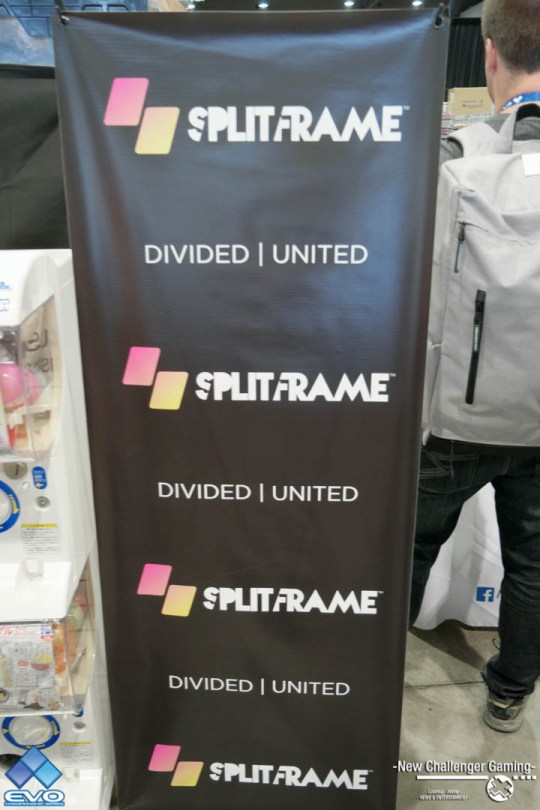 SPLITFRAME™
DIVIDED | UNITED
SPLITFRAME™
DIVIDED | UNITED
SPLITFRAME™
DIVIDED | UNITED
SPLITFRAME™
EVO
-New Challenger Gaming-